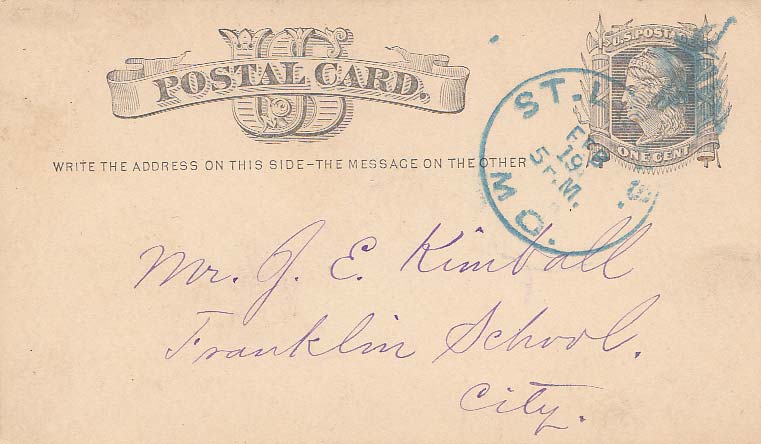 U.S. POSTAL CARD.
U.S. POSTAGE
ONE CENT
WRITE THE ADDRESS ON THIS SIDE-THE MESSAGE ON THE OTHER
ST. L
FEB
19
5 P.M.
MO.
Mr. J. E. Kimball
Franklin School.
City.